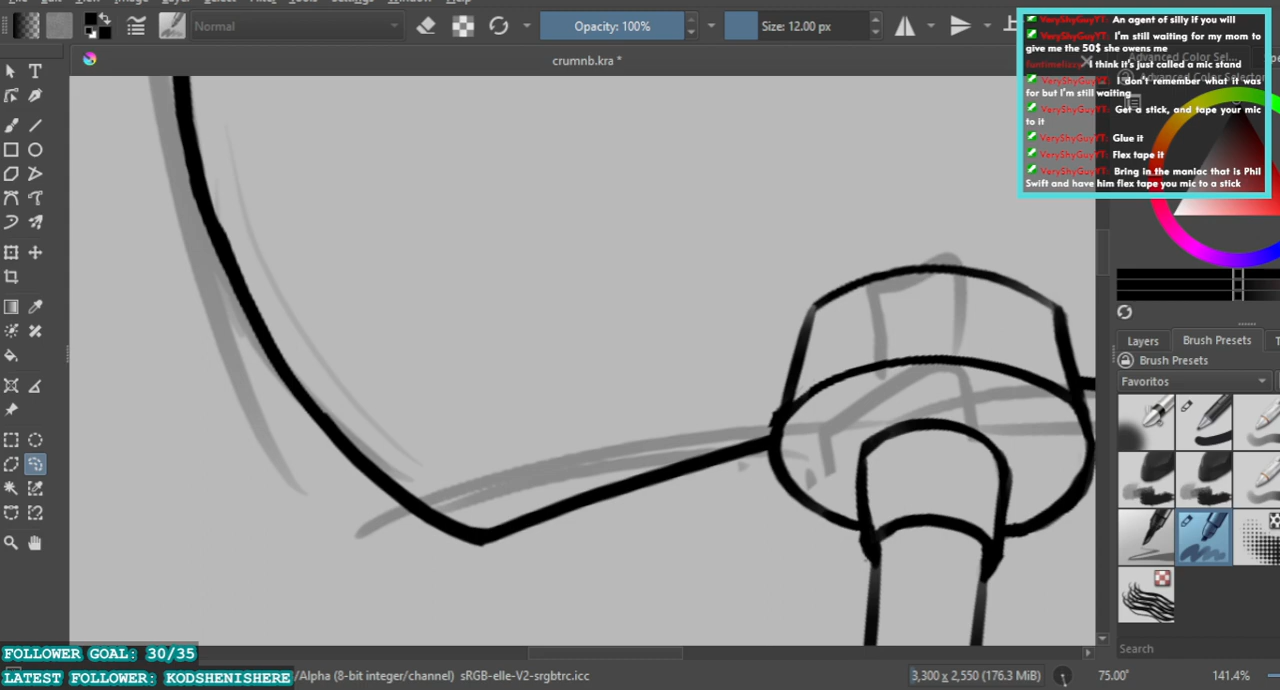 Normal
Opacity: 100%
Size: 12.00 px
crumnb.kra *
VeryShyGuyYT: An agent of silly if you will
VeryShyGuyYT: I'm still waiting for my mom to
give me the 50$ she owens me
I think it's just called a mic stand
VeryShyGuyYT: I don't remember what it was
for but I'm still waiting
VeryShyGuyYT: Get a stick, and tape your mic
to it
VeryShyGuyYT: Glue it
VeryShyGuyYT: Flex tape it
VeryShyGuyYT: Bring in the maniac that is Phil
Swift and have him flex tape you mic to a stick
Advanced Color Sel...
Advanced Color Selector
Layers
Brush Presets
Brush Presets
Favoritos
Search
FOLLOWER GOAL: 30/35
LATEST FOLLOWER: KODSHENISHERE
/Alpha (8-bit integer/channel) sRGB-elle-V2-srgbtrc.icc
3,300 x 2,550 (176.3 MiB)
75.00°
141.4%